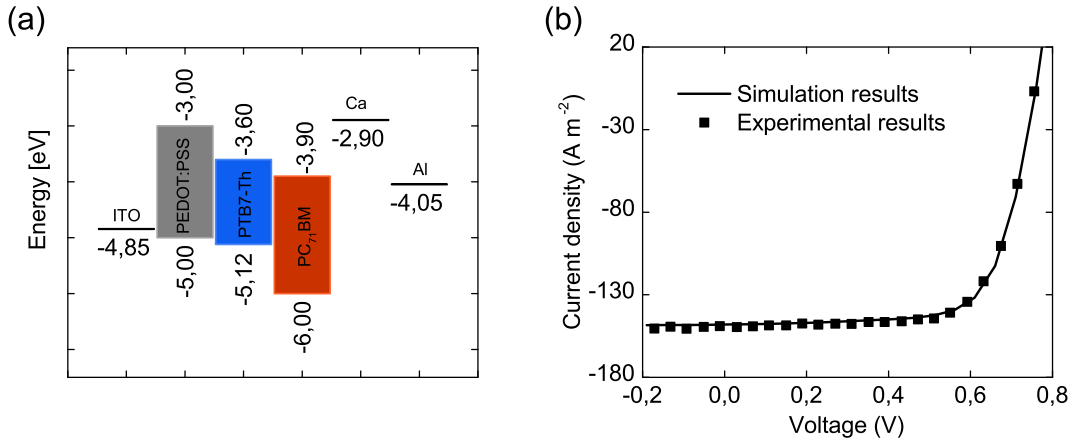 (a)
Energy [eV]
ITO
-4,85
-3,00
PEDOT:PSS
-5,00
-3,60
PTB7-Th
-5,12
-3,90
PC₇₁BM
-6,00
Ca
-2,90
Al
-4,05
(b)
Current density (A m⁻²)
20
-30
-80
-130
-180
Simulation results
Experimental results
-0,2 0,0 0,2 0,4 0,6 0,8
Voltage (V)